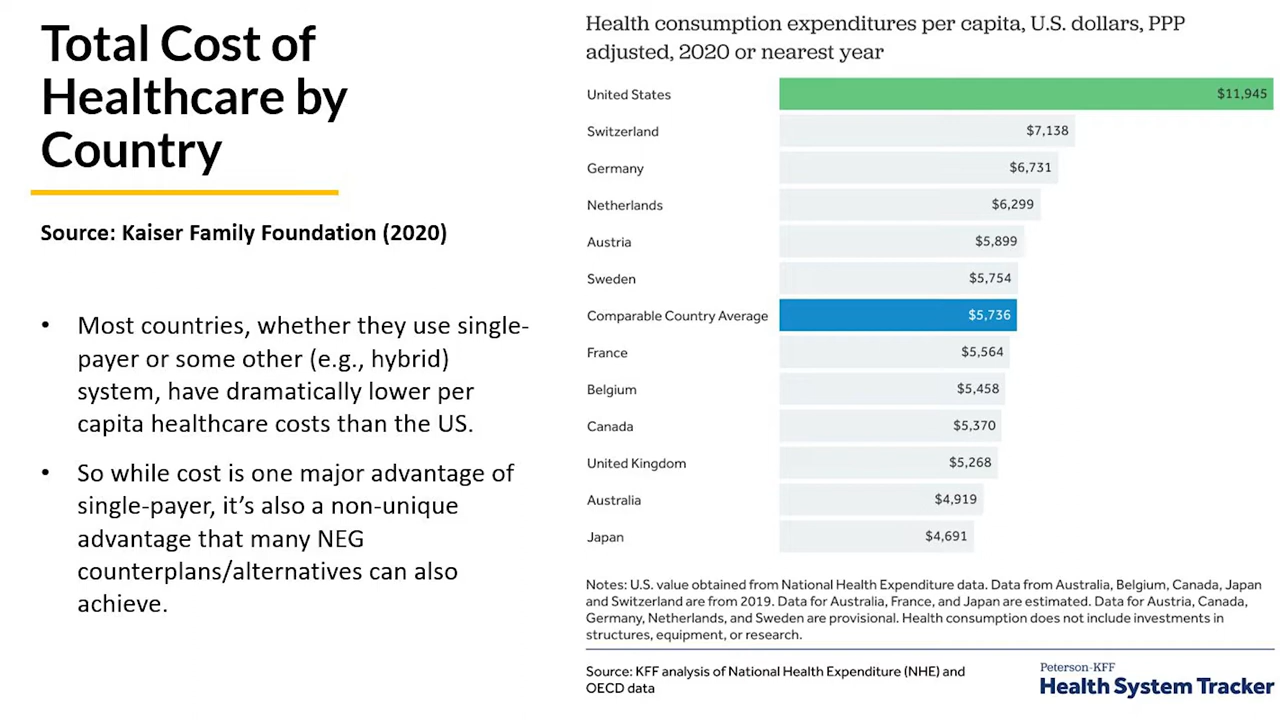 Total Cost of
Healthcare by
Country
Source: Kaiser Family Foundation (2020)
• Most countries, whether they use single-
payer or some other (e.g., hybrid)
system, have dramatically lower per
capita healthcare costs than the US.
• So while cost is one major advantage of
single-payer, it’s also a non-unique
advantage that many NEG
counterplans/alternatives can also
achieve.
Health consumption expenditures per capita, U.S. dollars, PPP
adjusted, 2020 or nearest year
United States $11,945
Switzerland $7,138
Germany $6,731
Netherlands $6,299
Austria $5,899
Sweden $5,754
Comparable Country Average $5,736
France $5,564
Belgium $5,458
Canada $5,370
United Kingdom $5,268
Australia $4,919
Japan $4,691
Notes: U.S. value obtained from National Health Expenditure data. Data from Australia, Belgium, Canada, Japan
and Switzerland are from 2019. Data for Australia, France, and Japan are estimated. Data for Austria, Canada,
Germany, Netherlands, and Sweden are provisional. Health consumption does not include investments in
structures, equipment, or research.
Source: KFF analysis of National Health Expenditure (NHE) and
OECD data
Peterson-KFF
Health System Tracker